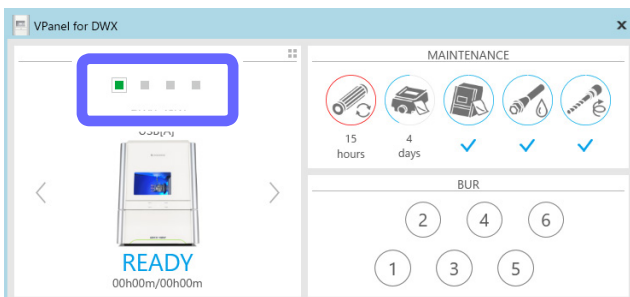 VPanel for DWX
x
USB(A)
READY
00h00m/00h00m
MAINTENANCE
15
hours
4
days
BUR
2 4 6
1 3 5